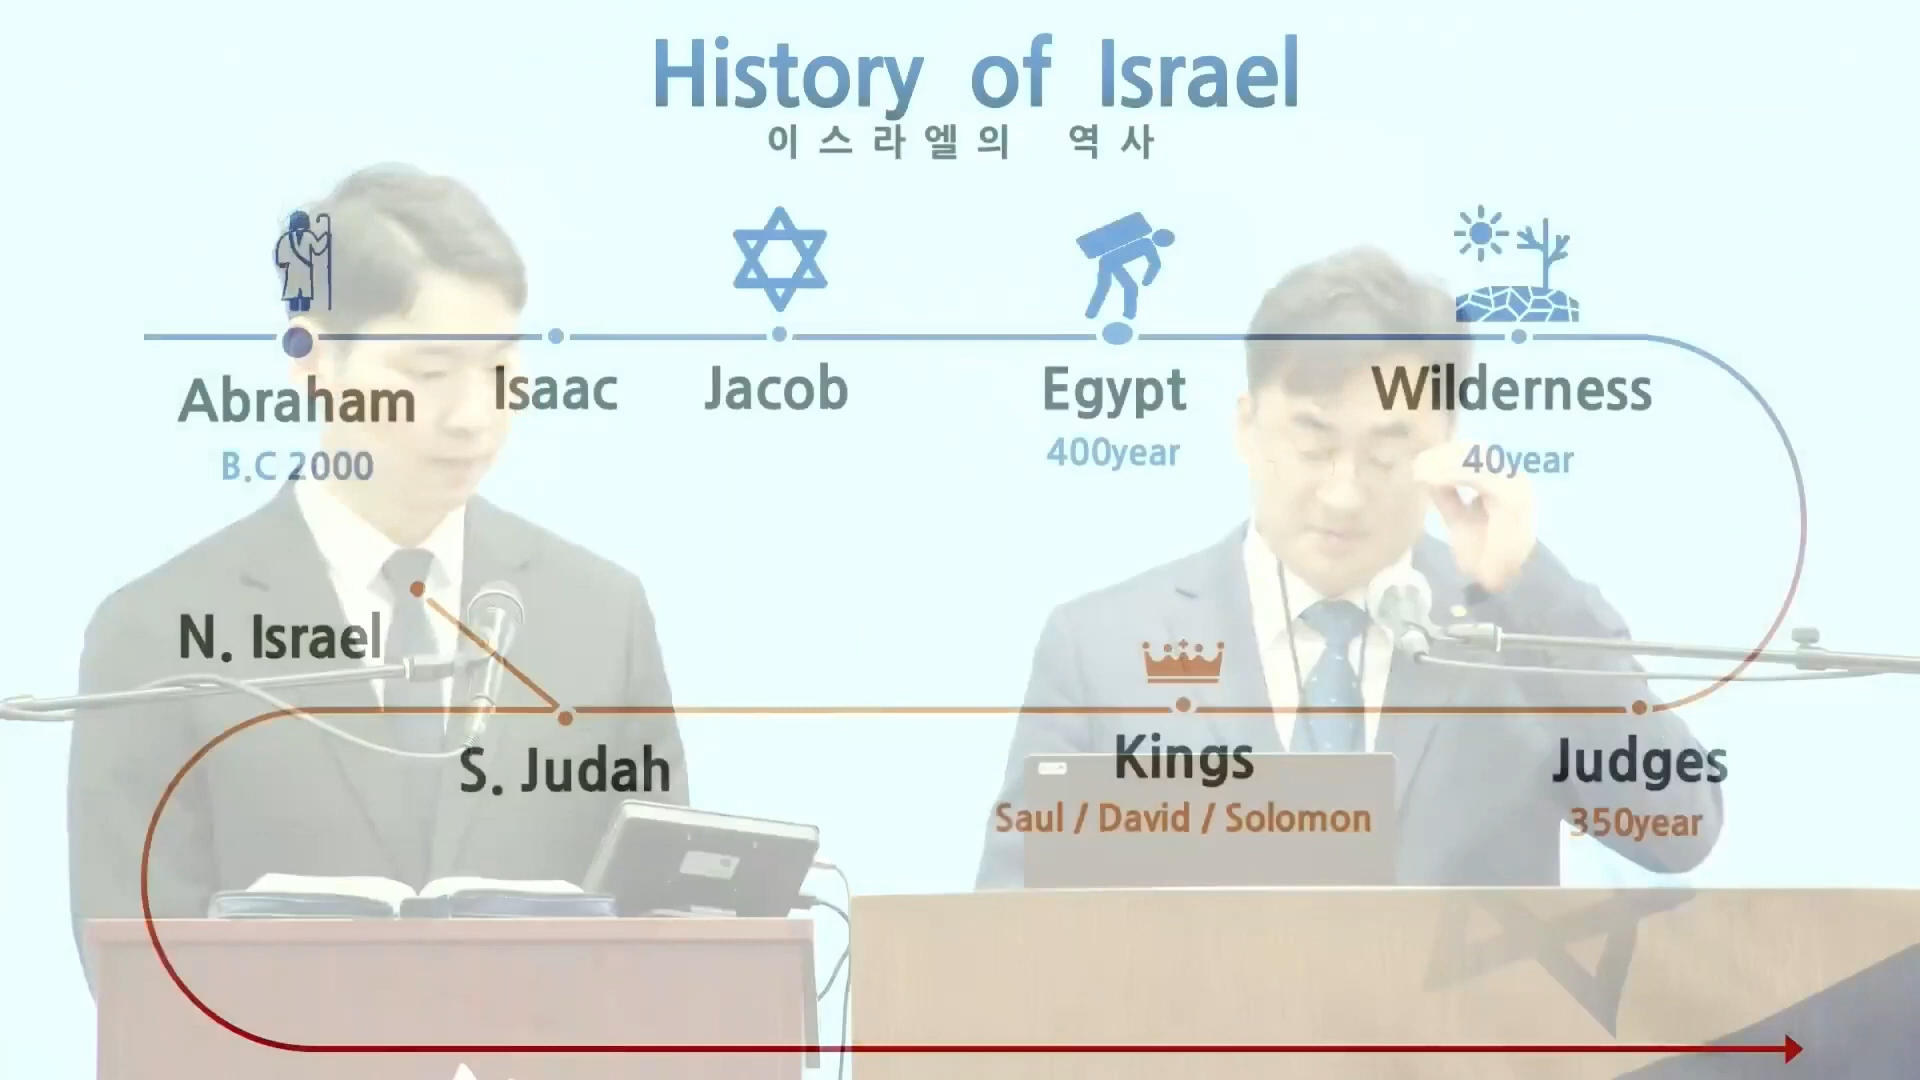 History of Israel
이스라엘의 역사
Abraham
B.C 2000
Isaac
Jacob
Egypt
400year
Wilderness
40year
N. Israel
S. Judah
Kings
Saul / David / Solomon
Judges
350year